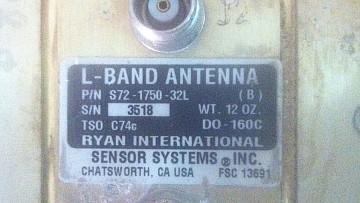 L-BAND ANTENNA
P/N S72-1750-32L (B)
S/N 3518 WT. 12 OZ.
TSO C74c DO-160C
RYAN INTERNATIONAL
SENSOR SYSTEMS, INC.
CHATSWORTH, CA USA FSC 13691